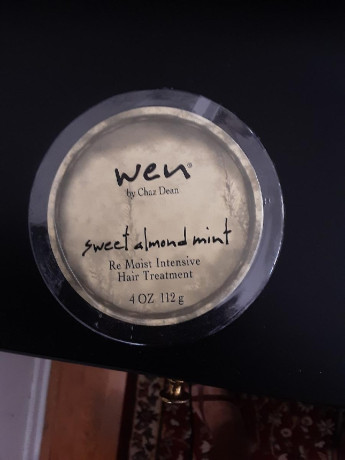 wen®
by Chaz Dean
sweet almond mint
Re Moist Intensive
Hair Treatment
4 OZ 112 g